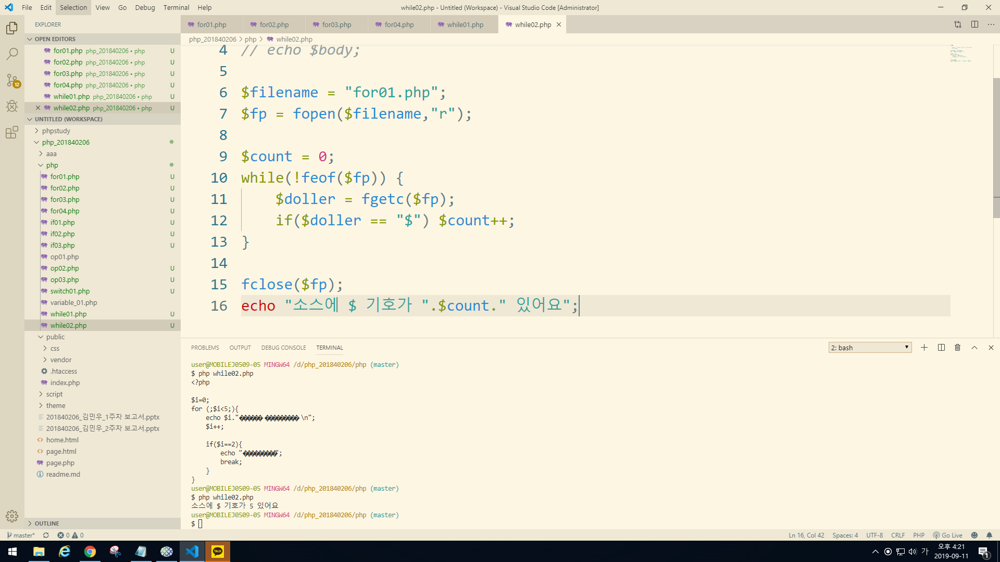 File Edit Selection View Go Debug Terminal Help
while02.php - Untitled (Workspace) - Visual Studio Code [Administrator]
EXPLORER
OPEN EDITORS
for01.php php_201840206 • php U
for02.php php_201840206 • php U
for03.php php_201840206 • php U
for04.php php_201840206 • php U
while01.php php_201840206 • php U
while02.php php_201840206 • php U
UNTITLED (WORKSPACE)
phpstudy
php_201840206
aaa
php
for01.php U
for02.php U
for03.php U
for04.php U
if01.php U
if02.php U
if03.php U
op01.php
op02.php U
op03.php U
switch01.php U
variable_01.php
while01.php U
while02.php U
public
css
vendor
.htaccess
index.php
script
theme
201840206_김민우_1주차 보고서.pptx
201840206_김민우_2주차 보고서.pptx
home.html
page.html
page.php
readme.md
OUTLINE
12
for01.php for02.php for03.php for04.php while01.php while02.php
php_201840206 > php > while02.php
4 // echo $body;
5
6 $filename = "for01.php";
7 $fp = fopen($filename,"r");
8
9 $count = 0;
10 while(!feof($fp)) {
11 $doller = fgetc($fp);
12 if($doller == "$") $count++;
13 }
14
15 fclose($fp);
16 echo "소스에 $ 기호가 ".$count." 있어요";
PROBLEMS OUTPUT DEBUG CONSOLE TERMINAL
2: bash
user@MOBILEJ0509-05 MINGW64 /d/php_201840206/php (master)
$ php while02.php
<?php
$i=0;
for (;$i<5;){
echo $i."������ ���������\n";
$i++;
if($i==2){
echo "���������";
break;
}
}
user@MOBILEJ0509-05 MINGW64 /d/php_201840206/php (master)
$ php while02.php
소스에 $ 기호가 5 있어요
user@MOBILEJ0509-05 MINGW64 /d/php_201840206/php (master)
$
master* 0 0
Ln 16, Col 42 Spaces: 4 UTF-8 CRLF PHP Go Live
TALK
가
오후 4:21
2019-09-11
1